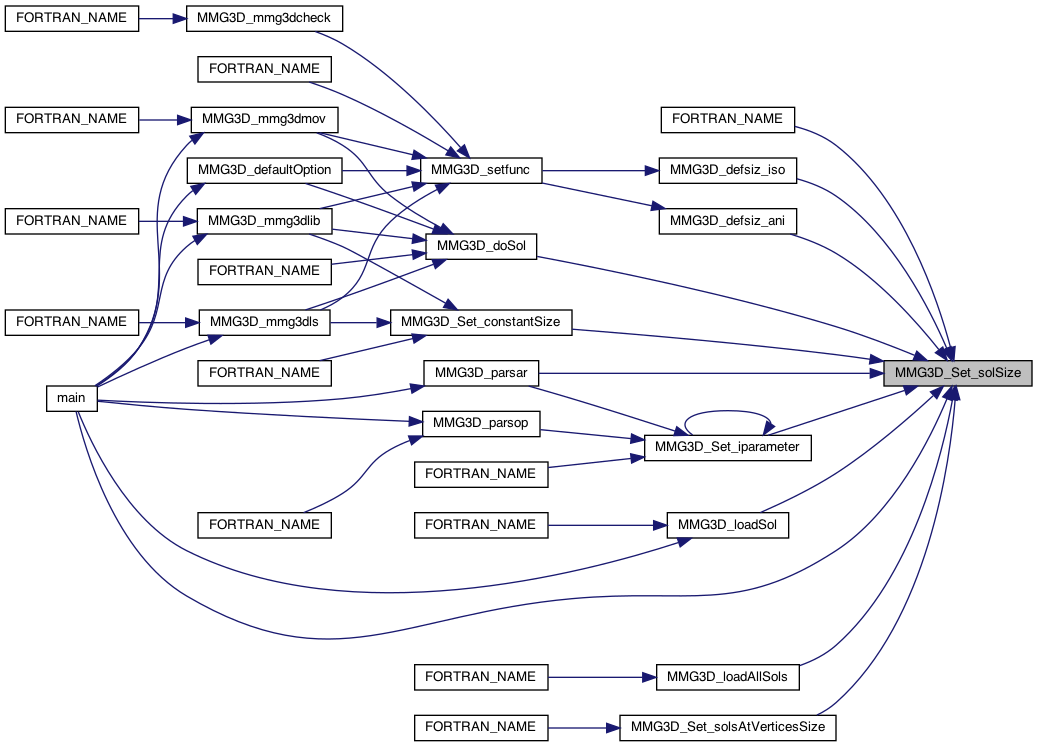 FORTRAN_NAME
MMG3D_mmg3dcheck
FORTRAN_NAME
FORTRAN_NAME
MMG3D_mmg3dmov
FORTRAN_NAME
MMG3D_defaultOption
MMG3D_setfunc
MMG3D_defsiz_iso
FORTRAN_NAME
MMG3D_mmg3dlib
MMG3D_defsiz_ani
MMG3D_doSol
FORTRAN_NAME
FORTRAN_NAME
MMG3D_mmg3dls
MMG3D_Set_constantSize
FORTRAN_NAME
MMG3D_parsar
MMG3D_Set_solSize
main
MMG3D_parsop
MMG3D_Set_iparameter
FORTRAN_NAME
FORTRAN_NAME
FORTRAN_NAME
MMG3D_loadSol
FORTRAN_NAME
MMG3D_loadAllSols
FORTRAN_NAME
MMG3D_Set_solsAtVerticesSize